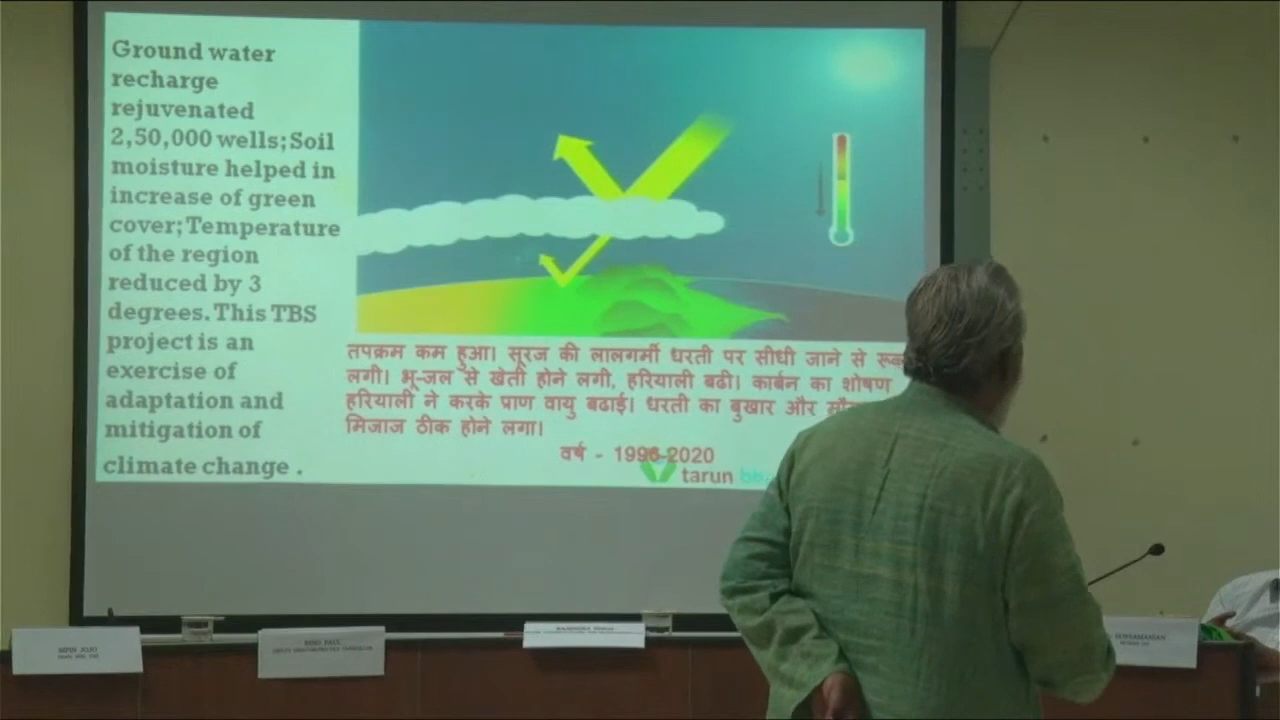 Ground water
recharge
rejuvenated
2,50,000 wells;Soil
moisture helped in
increase of green
cover;Temperature
of the region
reduced by 3
degrees.This TBS
project is an
exercise of
adaptation and
mitigation of
climate change .
तपक्रम कम हुआ। सूरज की लालगर्मी धरती पर सीधी जाने से
लगी। भू-जल से खेती होने लगी, हरियाली बढी। कार्बन का शोषण
हरियाली ने करके प्राण वायु बढाई। धरती का बुखार और
मिजाज ठीक होने लगा।
वर्ष - 1996-2020
tarun
BIPIN JOJO